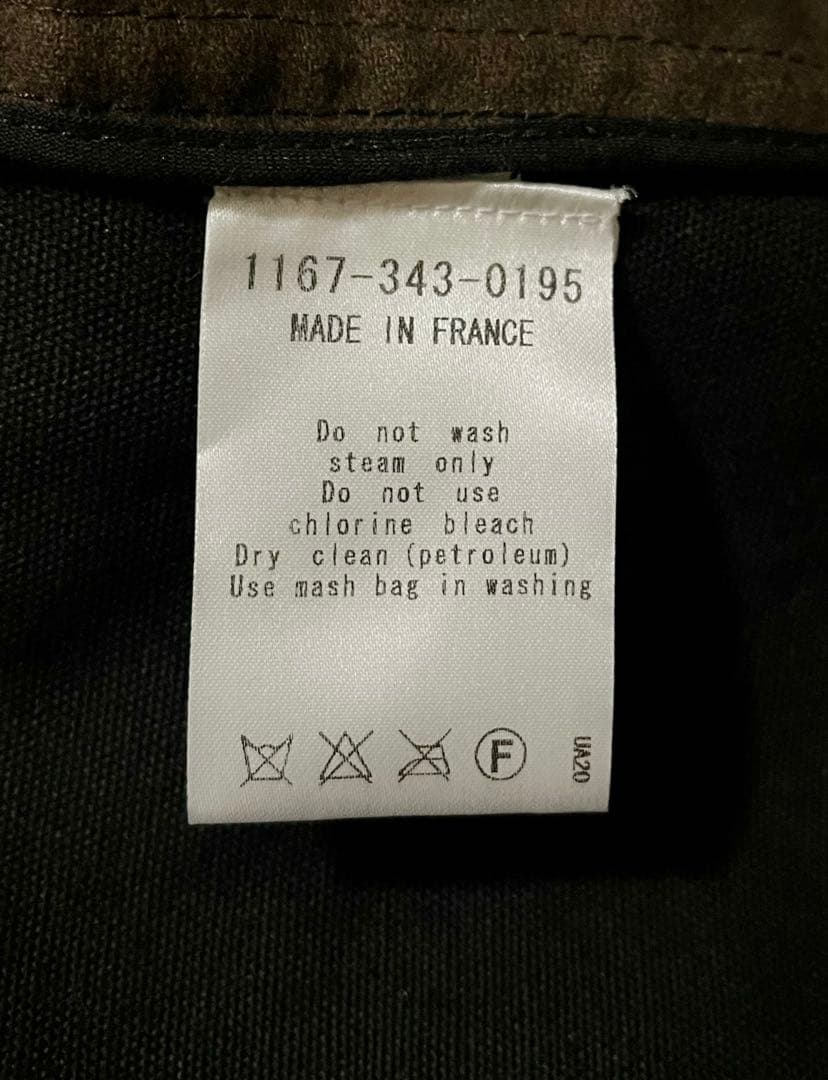 1167-343-0195
MADE IN FRANCE
Do not wash
steam only
Do not use
chlorine bleach
Dry clean (petroleum)
Use mash bag in washing
F
UA20